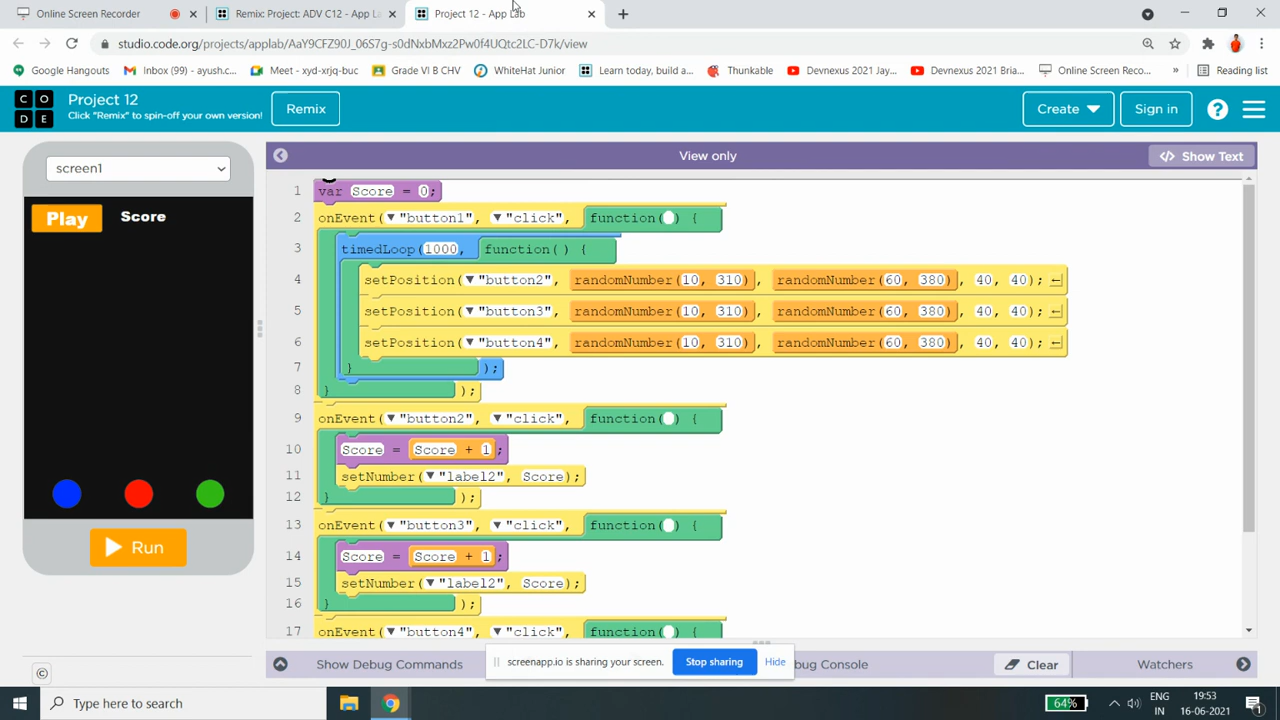 Online Screen Recorder
Remix Project: ADV C12 - App La
Project 12 - App Lab
studio.code.org/projects/applab/AaY9CFZ90J_06S7g-s0dNxbMxz2Pw0f4UQtc2LC-D7k/view
Google Hangouts
Inbox (99) - ayush.c...
Meet - xyd-xrjq-buc
Grade VI B CHV
WhiteHat Junior
Learn today, build a...
Thunkable
Devnexus 2021 Jay...
Devnexus 2021 Bria...
Online Screen Reco...
»
Reading list
CO
DE
Project 12
Click "Remix" to spin-off your own version!
Remix
Create
Sign in
?
screen1
View only
</> Show Text
Play
Score
Run
1 var Score = 0;
2 onEvent("button1", "click", function() {
3 timedLoop(1000, function() {
4 setPosition("button2", randomNumber(10, 310), randomNumber(60, 380), 40, 40);
5 setPosition("button3", randomNumber(10, 310), randomNumber(60, 380), 40, 40);
6 setPosition("button4", randomNumber(10, 310), randomNumber(60, 380), 40, 40);
7 } );
8 } );
9 onEvent("button2", "click", function() {
10 Score = Score + 1;
11 setNumber("label2", Score);
12 } );
13 onEvent("button3", "click", function() {
14 Score = Score + 1;
15 setNumber("label2", Score);
16 } );
17 onEvent("button4", "click", function() {
©
Show Debug Commands
screenapp.io is sharing your screen.
Stop sharing
Hide
bug Console
Clear
Watchers
Type here to search
64%
ENG
IN
19:53
16-06-2021
1